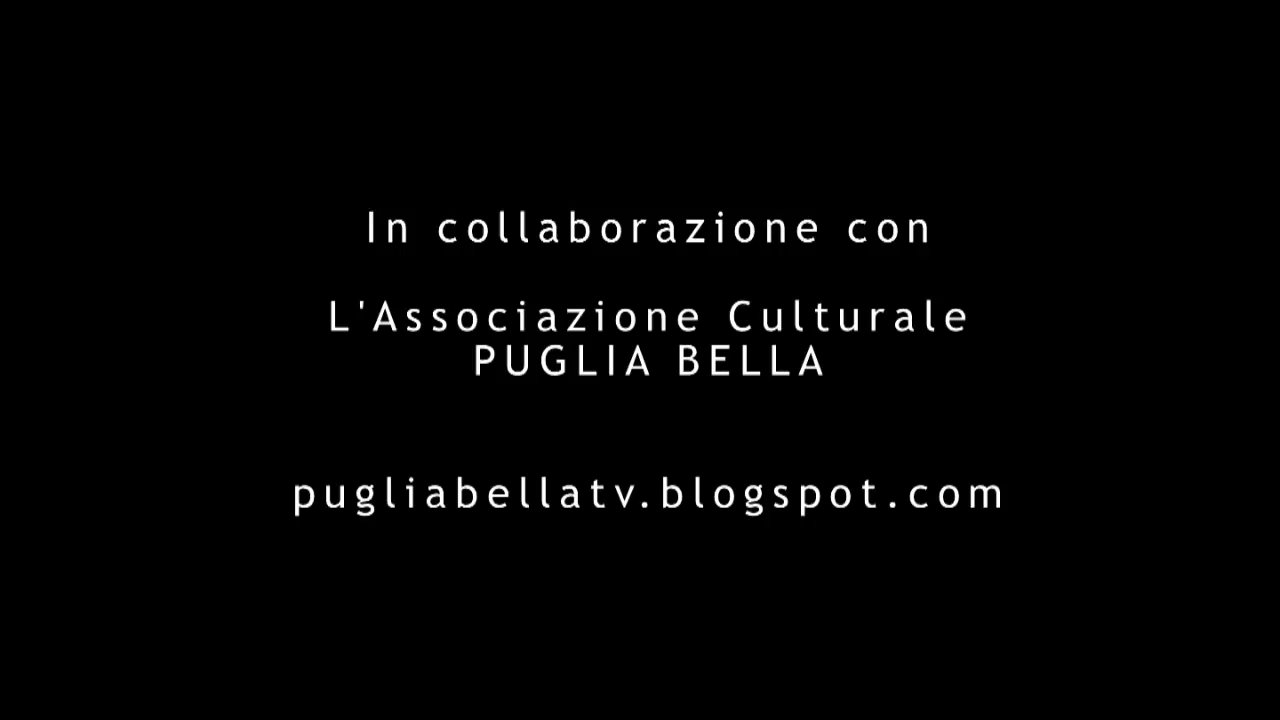 In collaborazione con
L'Associazione Culturale
PUGLIA BELLA
pugliabellatv.blogspot.com